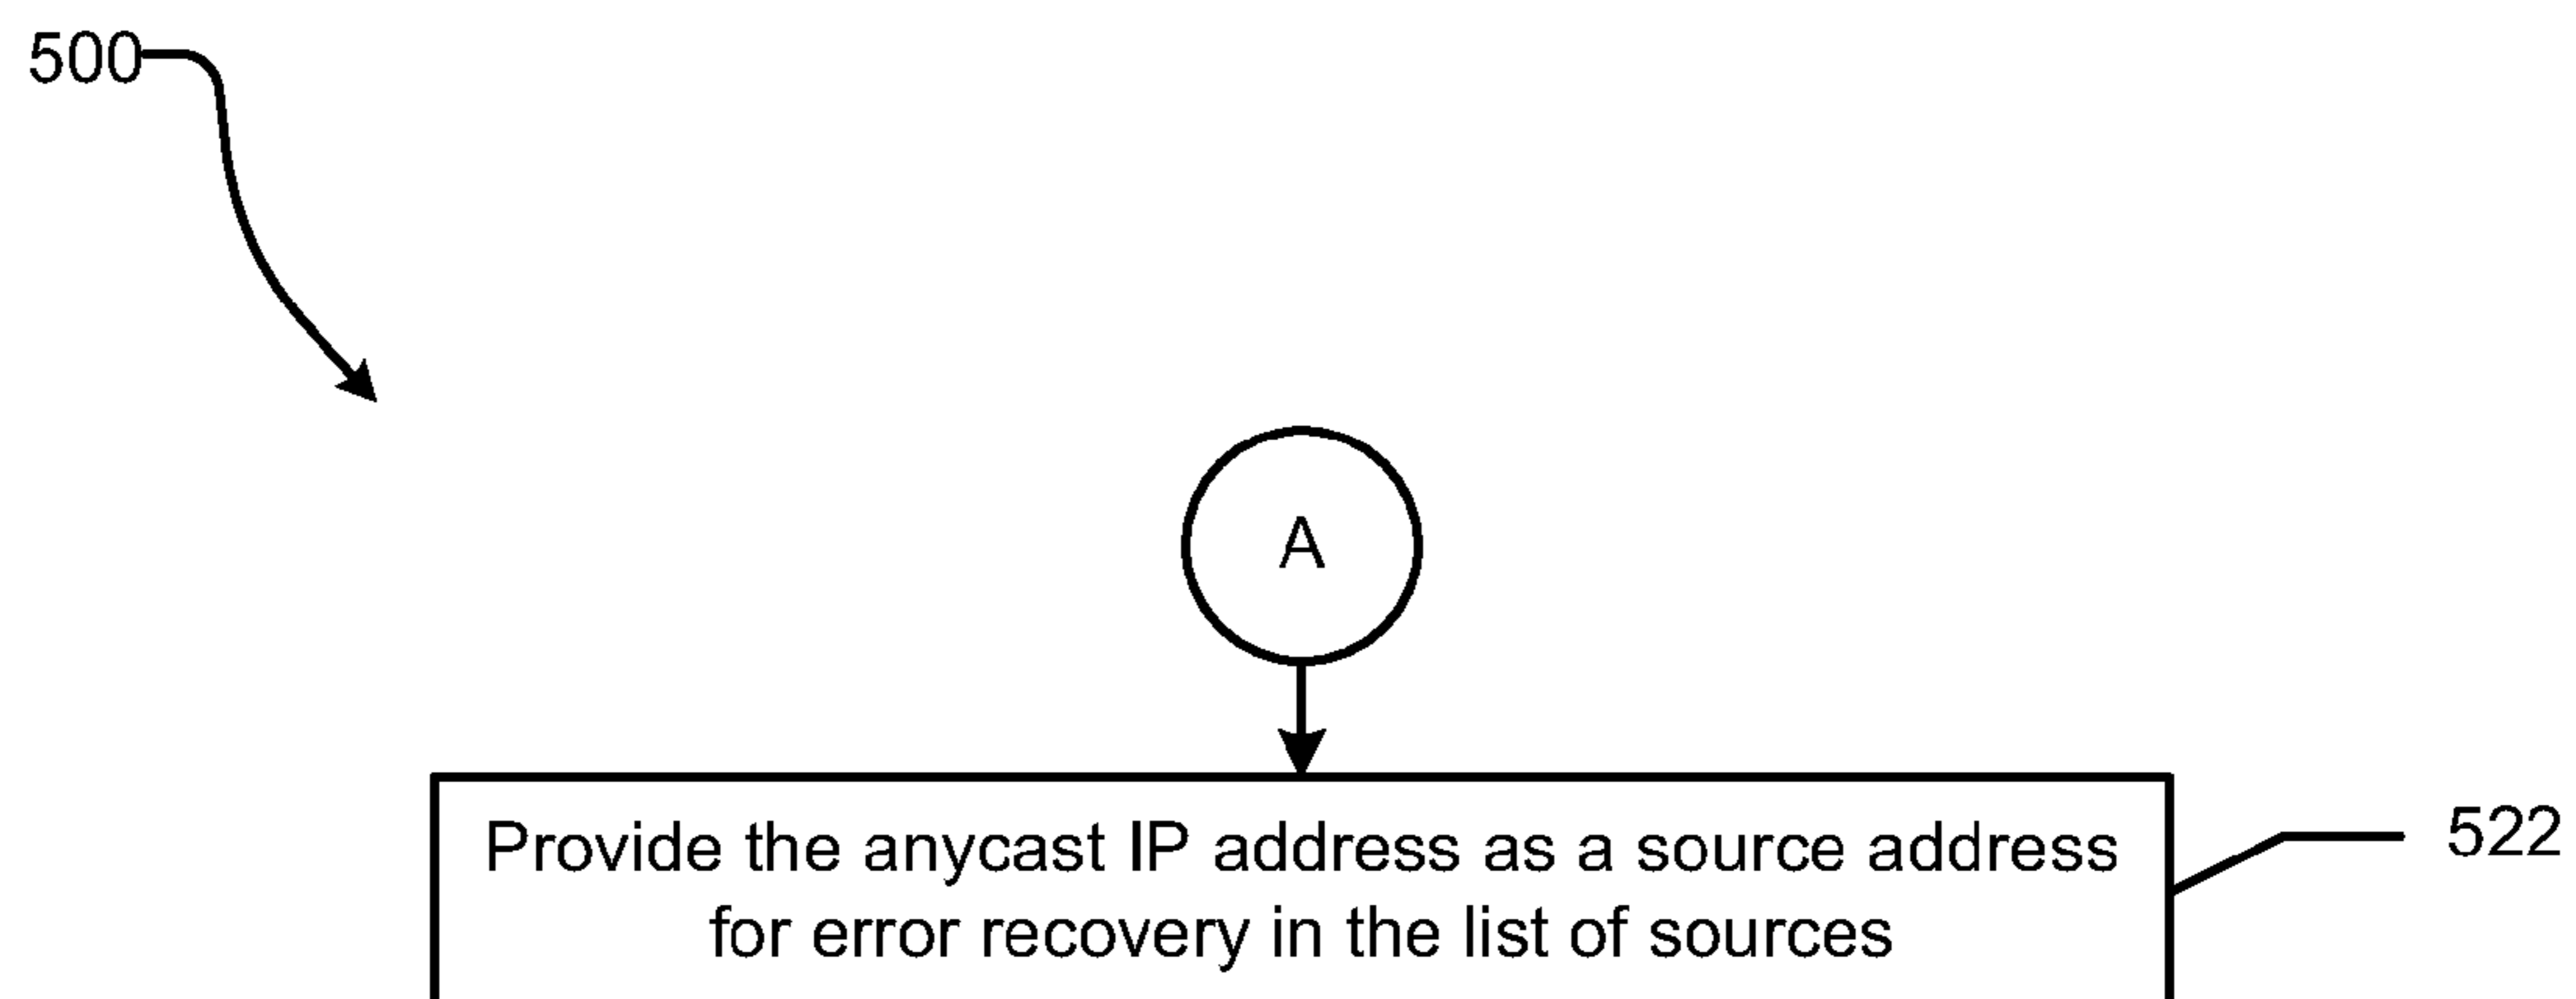 500
A
Provide the anycast IP address as a source address
522
for error recovery in the list of sources